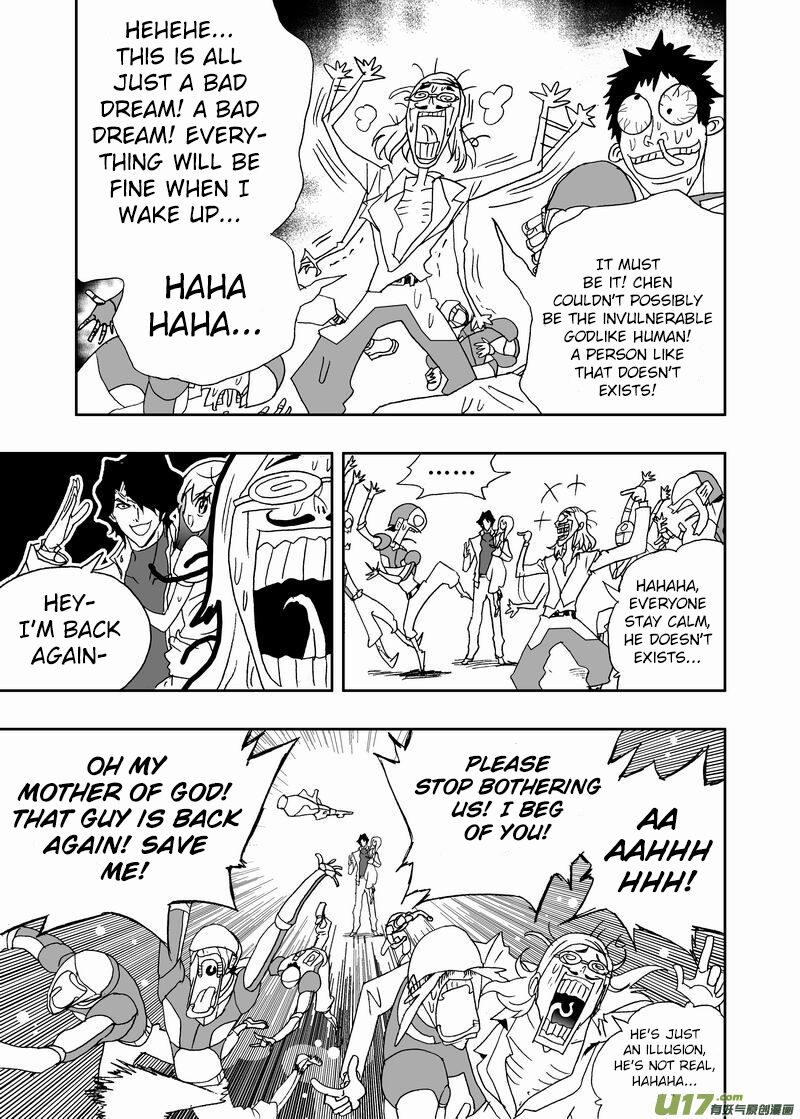 HEHEHE...
THIS IS ALL
JUST A BAD
DREAM! A BAD
DREAM! EVERY-
THING WILL
BE FINE WHEN I
WAKE UP...
HAHA
HAHA...
IT MUST
BE IT! CHEN
COULDN'T POSSIBLY
BE THE INVULNERABLE
GODLIKE HUMAN!
A PERSON LIKE
THAT DOESN'T
EXISTS!
HEY-
I'M BACK
AGAIN-
......
HAHAHA,
EVERYONE
STAY CALM,
HE DOESN'T
EXISTS...
OH MY
MOTHER OF GOD!
THAT GUY IS BACK
AGAIN! SAVE
ME!
PLEASE
STOP BOTHERING
US! I BEG
OF YOU!
AA
AAHHH
HHH!
HE'S JUST
AN ILLUSION,
HE'S NOT REAL,
HAHAHA...
U17.com
有妖气原创漫画